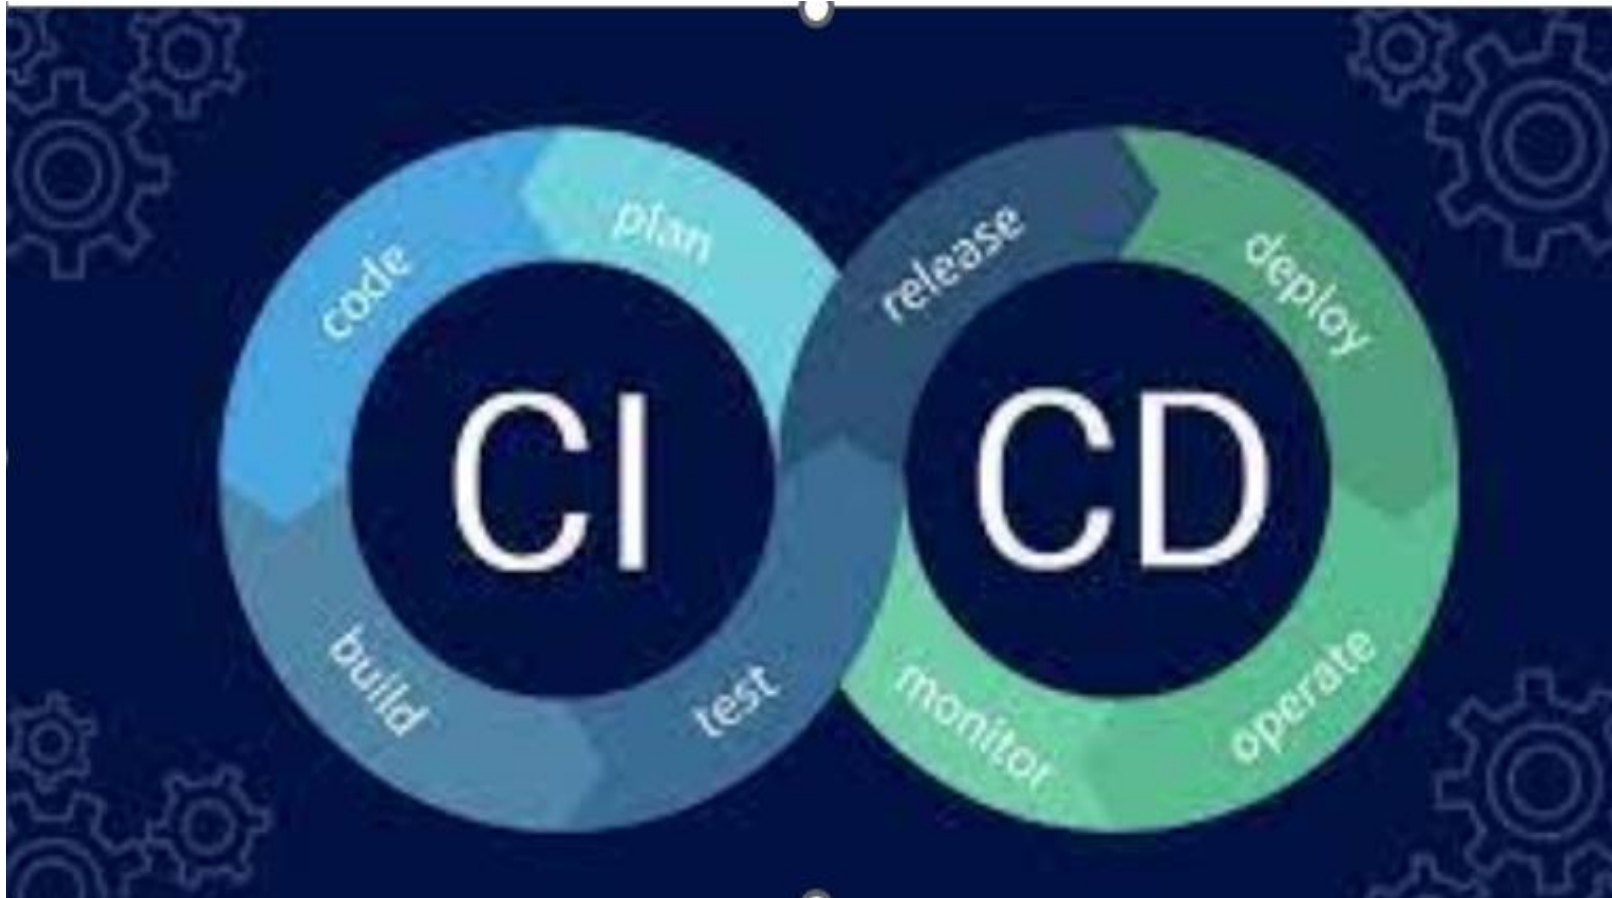 plan
code
build
test
release
deploy
operate
monitor
CI
CD